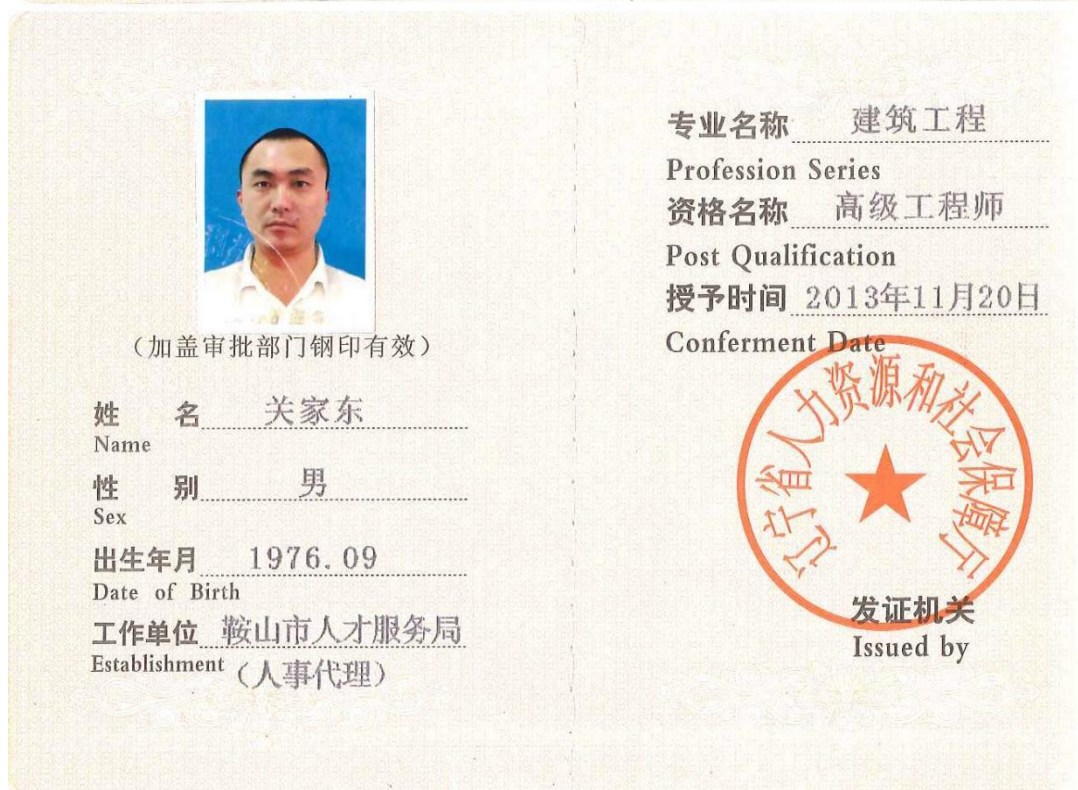 （加盖审批部门钢印有效）
姓 名 关家东
Name
性 别 男
Sex
出生年月 1976.09
Date of Birth
工作单位 鞍山市人才服务局
Establishment （人事代理）
专业名称 建筑工程
Profession Series
资格名称 高级工程师
Post Qualification
授予时间 2013年11月20日
Conferment Date
辽宁省人力资源和社会保障厅
发证机关
Issued by